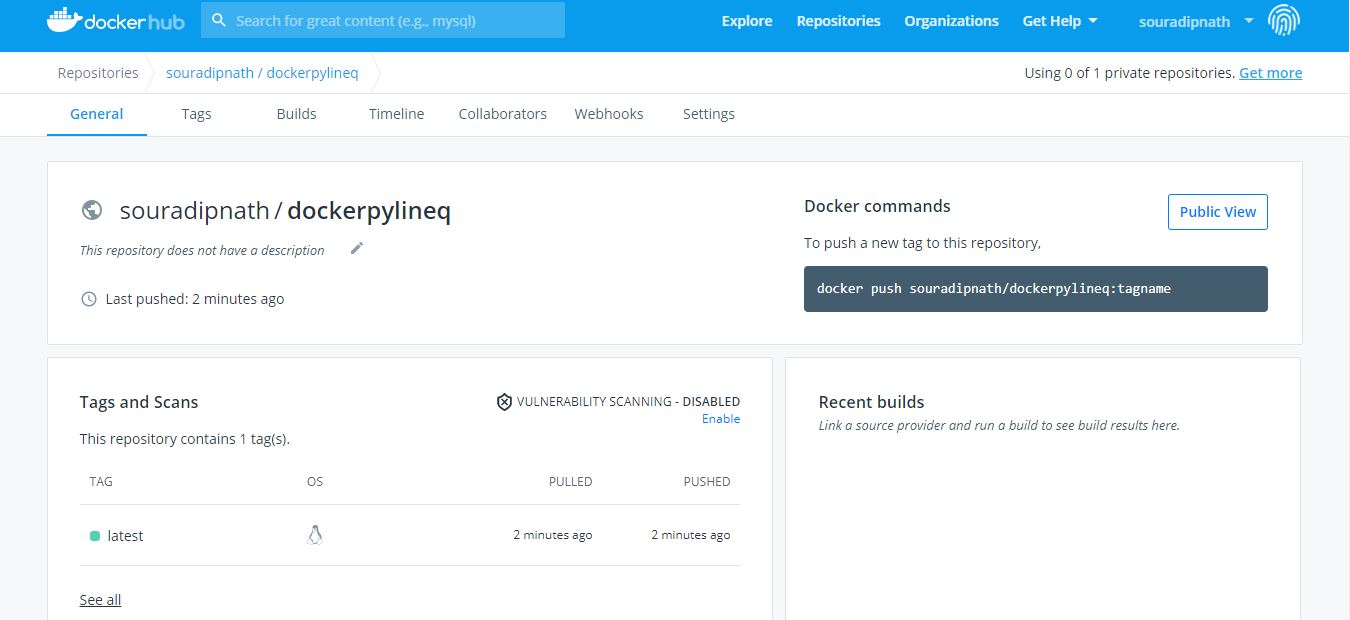 dockerhub
Search for great content (e.g., mysql)
Explore Repositories Organizations Get Help souradipnath
Repositories souradipnath / dockerpylineq Using 0 of 1 private repositories. Get more
General Tags Builds Timeline Collaborators Webhooks Settings
souradipnath / dockerpylineq
This repository does not have a description
Last pushed: 2 minutes ago
Docker commands
Public View
To push a new tag to this repository,
docker push souradipnath/dockerpylineq:tagname
Tags and Scans
VULNERABILITY SCANNING - DISABLED
Enable
This repository contains 1 tag(s).
TAG OS PULLED PUSHED
latest 2 minutes ago 2 minutes ago
See all
Recent builds
Link a source provider and run a build to see build results here.